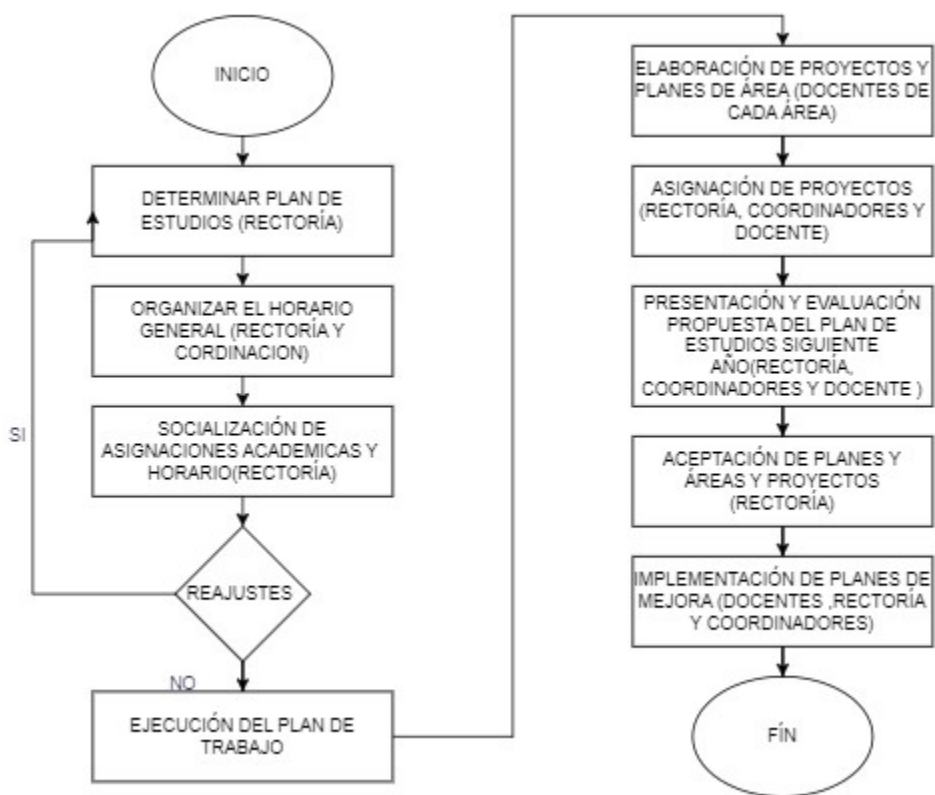 INICIO
DETERMINAR PLAN DE
ESTUDIOS (RECTORÍA)
ORGANIZAR EL HORARIO
GENERAL (RECTORÍA Y
CORDINACION)
SOCIALIZACIÓN DE
ASIGNACIONES ACADEMICAS Y
HORARIO(RECTORÍA)
SI
REAJUSTES
NO
EJECUCIÓN DEL PLAN DE
TRABAJO
ELABORACIÓN DE PROYECTOS Y
PLANES DE ÁREA (DOCENTES DE
CADA ÁREA)
ASIGNACIÓN DE PROYECTOS
(RECTORÍA, COORDINADORES Y
DOCENTE)
PRESENTACIÓN Y EVALUACIÓN
PROPUESTA DEL PLAN DE
ESTUDIOS SIGUIENTE
AÑO(RECTORÍA,
COORDINADORES Y DOCENTE )
ACEPTACIÓN DE PLANES Y
ÁREAS Y PROYECTOS
(RECTORÍA)
IMPLEMENTACIÓN DE PLANES DE
MEJORA (DOCENTES ,RECTORÍA
Y COORDINADORES)
FÍN